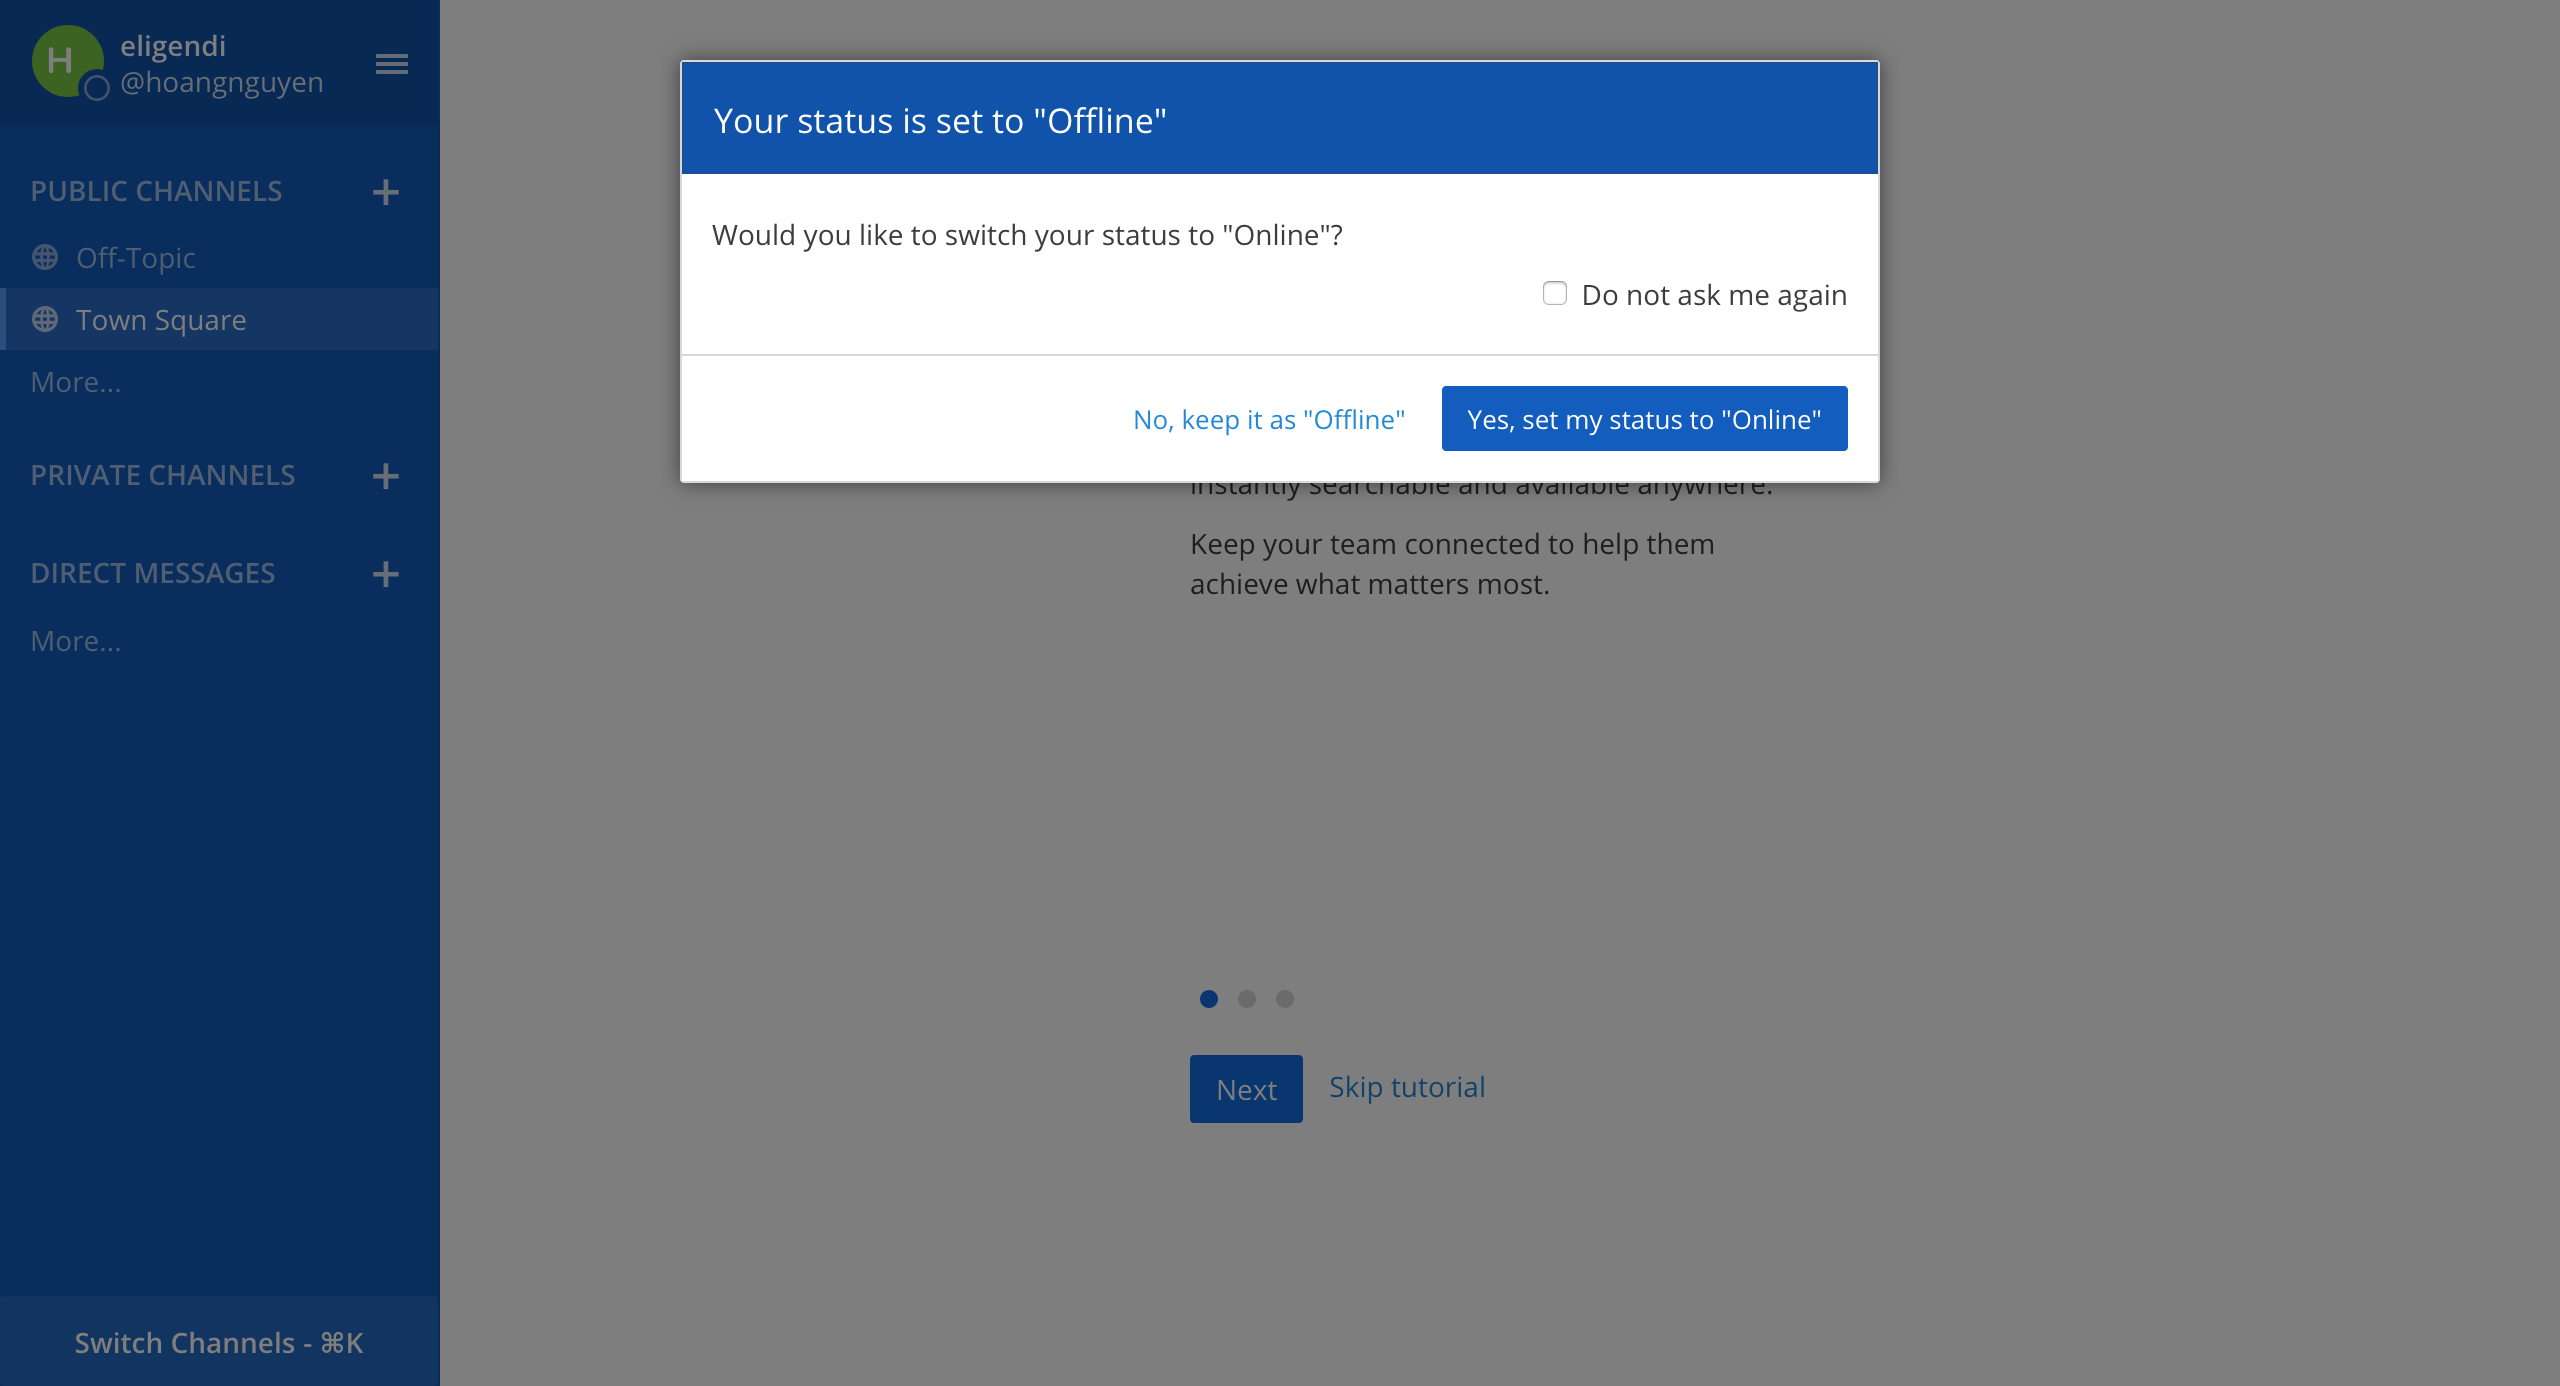 H
eligendi
@hoangnguyen
PUBLIC CHANNELS
Off-Topic
Town Square
More...
PRIVATE CHANNELS
DIRECT MESSAGES
More...
Switch Channels - ⌘K
Your status is set to "Offline"
Would you like to switch your status to "Online"?
Do not ask me again
No, keep it as "Offline"
Yes, set my status to "Online"
instantly searchable and available anywhere.
Keep your team connected to help them
achieve what matters most.
Next
Skip tutorial